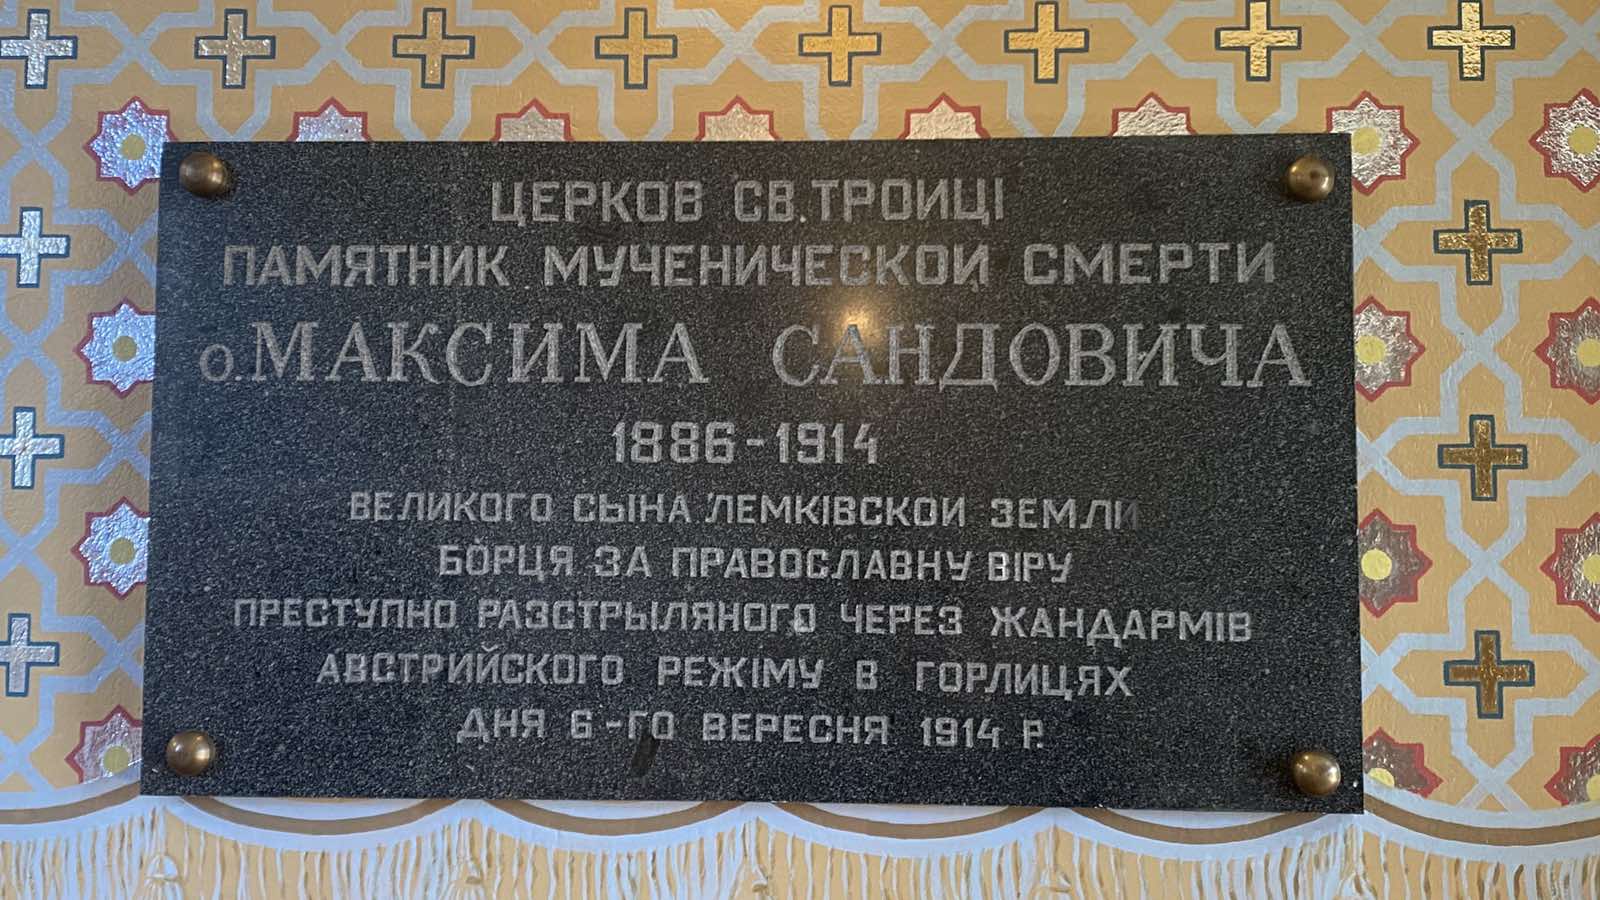 ЦЕРКОВ СВ. ТРОИЦІ
ПАМЯТНИК МУЧЕНИЧЕСКОИ СМЕРТИ
о. МАКСИМА САНДОВИЧА
1886 - 1914
ВЕЛИКОГО СЫНА ЛЕМКІВСКОИ ЗЕМЛИ
БОРЦЯ ЗА ПРАВОСЛАВНУ ВІРУ
ПРЕСТУПНО РАЗСТРЫЛЯНОГО ЧЕРЕЗ ЖАНДАРМІВ
АВСТРИЙСКОГО РЕЖІМУ В ГОРЛИЦЯХ
ДНЯ 6-ГО ВЕРЕСНЯ 1914 Р.